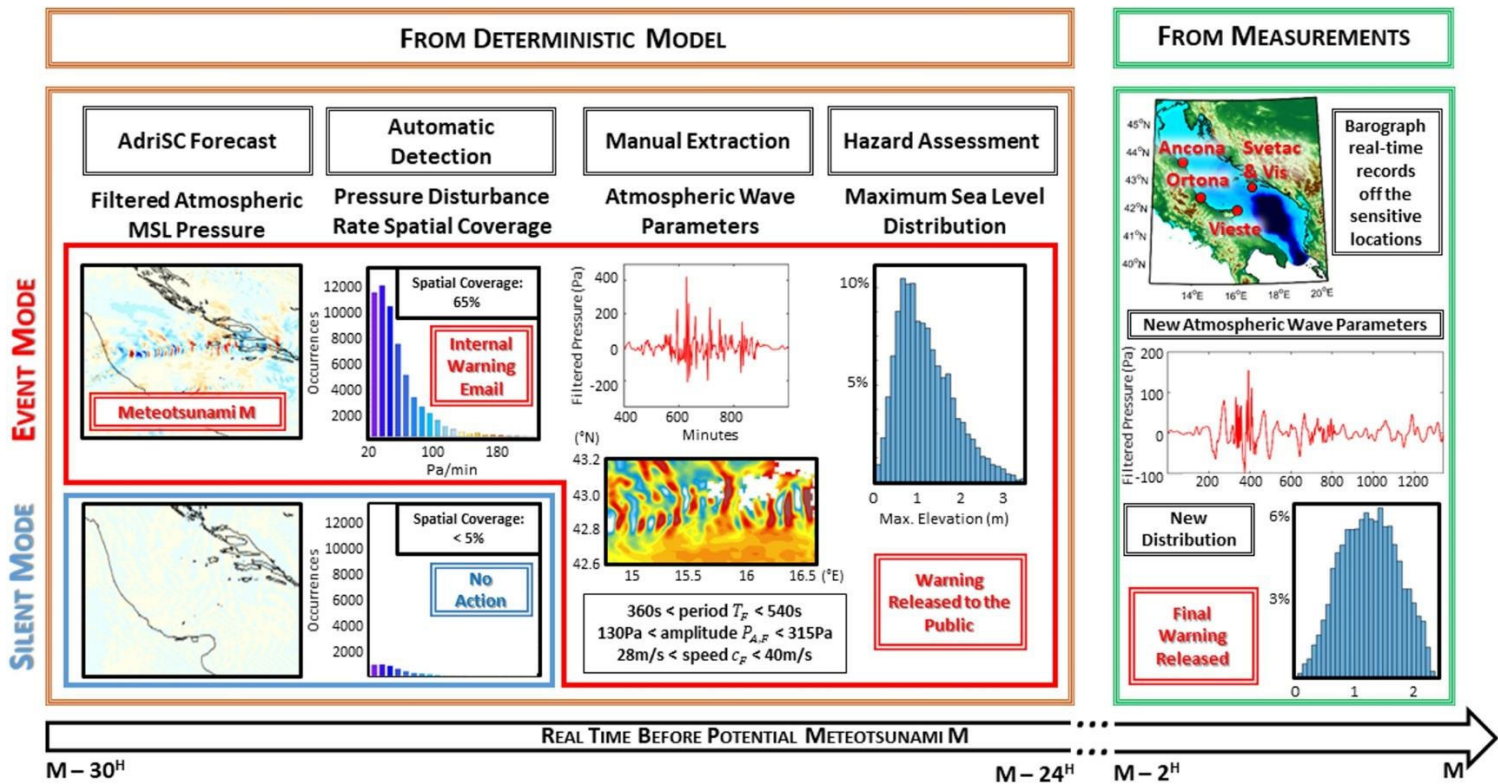 FROM DETERMINISTIC MODEL
FROM MEASUREMENTS
AdriSC Forecast
Automatic
Detection
Manual Extraction
Hazard Assessment
Filtered Atmospheric
MSL Pressure
Pressure Disturbance
Rate Spatial Coverage
Atmospheric Wave
Parameters
Maximum Sea Level
Distribution
EVENT MODE
Meteotsunami M
Occurrences
12000
10000
8000
6000
4000
2000
Spatial Coverage:
65%
Internal
Warning
Email
20 100 180
Pa/min
Filtered Pressure (Pa)
400
200
0
-200
400 600 800
Minutes
(°N)
43.2
43.0
42.8
42.6
15 15.5 16 16.5 (°E)
360s < period T_F < 540s
130Pa < amplitude P_A,F < 315Pa
28m/s < speed c_F < 40m/s
10%
5%
0 1 2 3
Max. Elevation (m)
Warning
Released to the
Public
SILENT MODE
Occurrences
12000
10000
8000
6000
4000
2000
Spatial Coverage:
< 5%
No
Action
45°N
44°N
43°N
42°N
41°N
40°N
14°E 16°E 18°E 20°E
Ancona
Svetac
& Vis
Ortona
Vieste
Barograph
real-time
records
off the
sensitive
locations
New Atmospheric Wave Parameters
Filtered Pressure (Pa)
200
100
0
-100
200 400 600 800 1000 1200
New
Distribution
Final
Warning
Released
6%
3%
0 1 2
REAL TIME BEFORE POTENTIAL METEOTSUNAMI M
M – 30H
M – 24H
M – 2H
M